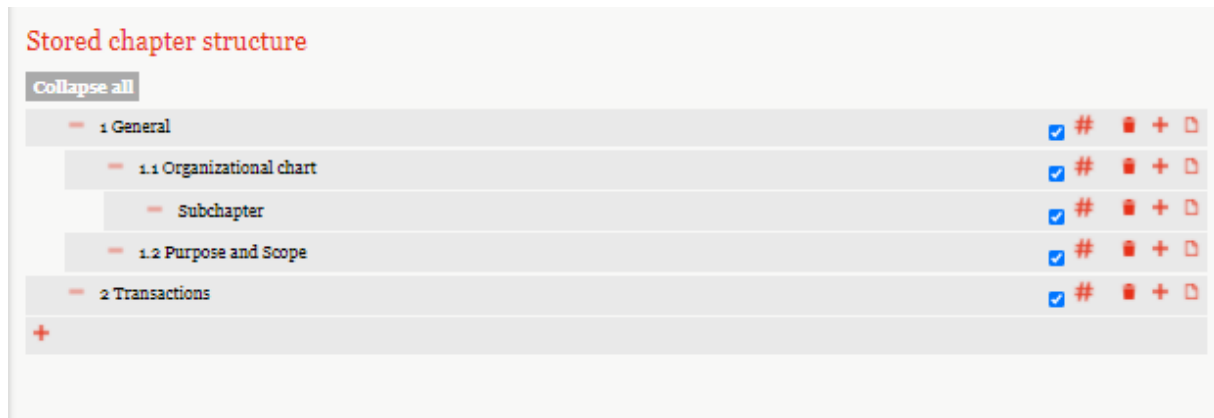 Stored chapter structure
Collapse all
1 General #
1.1 Organizational chart #
Subchapter #
1.2 Purpose and Scope #
2 Transactions #